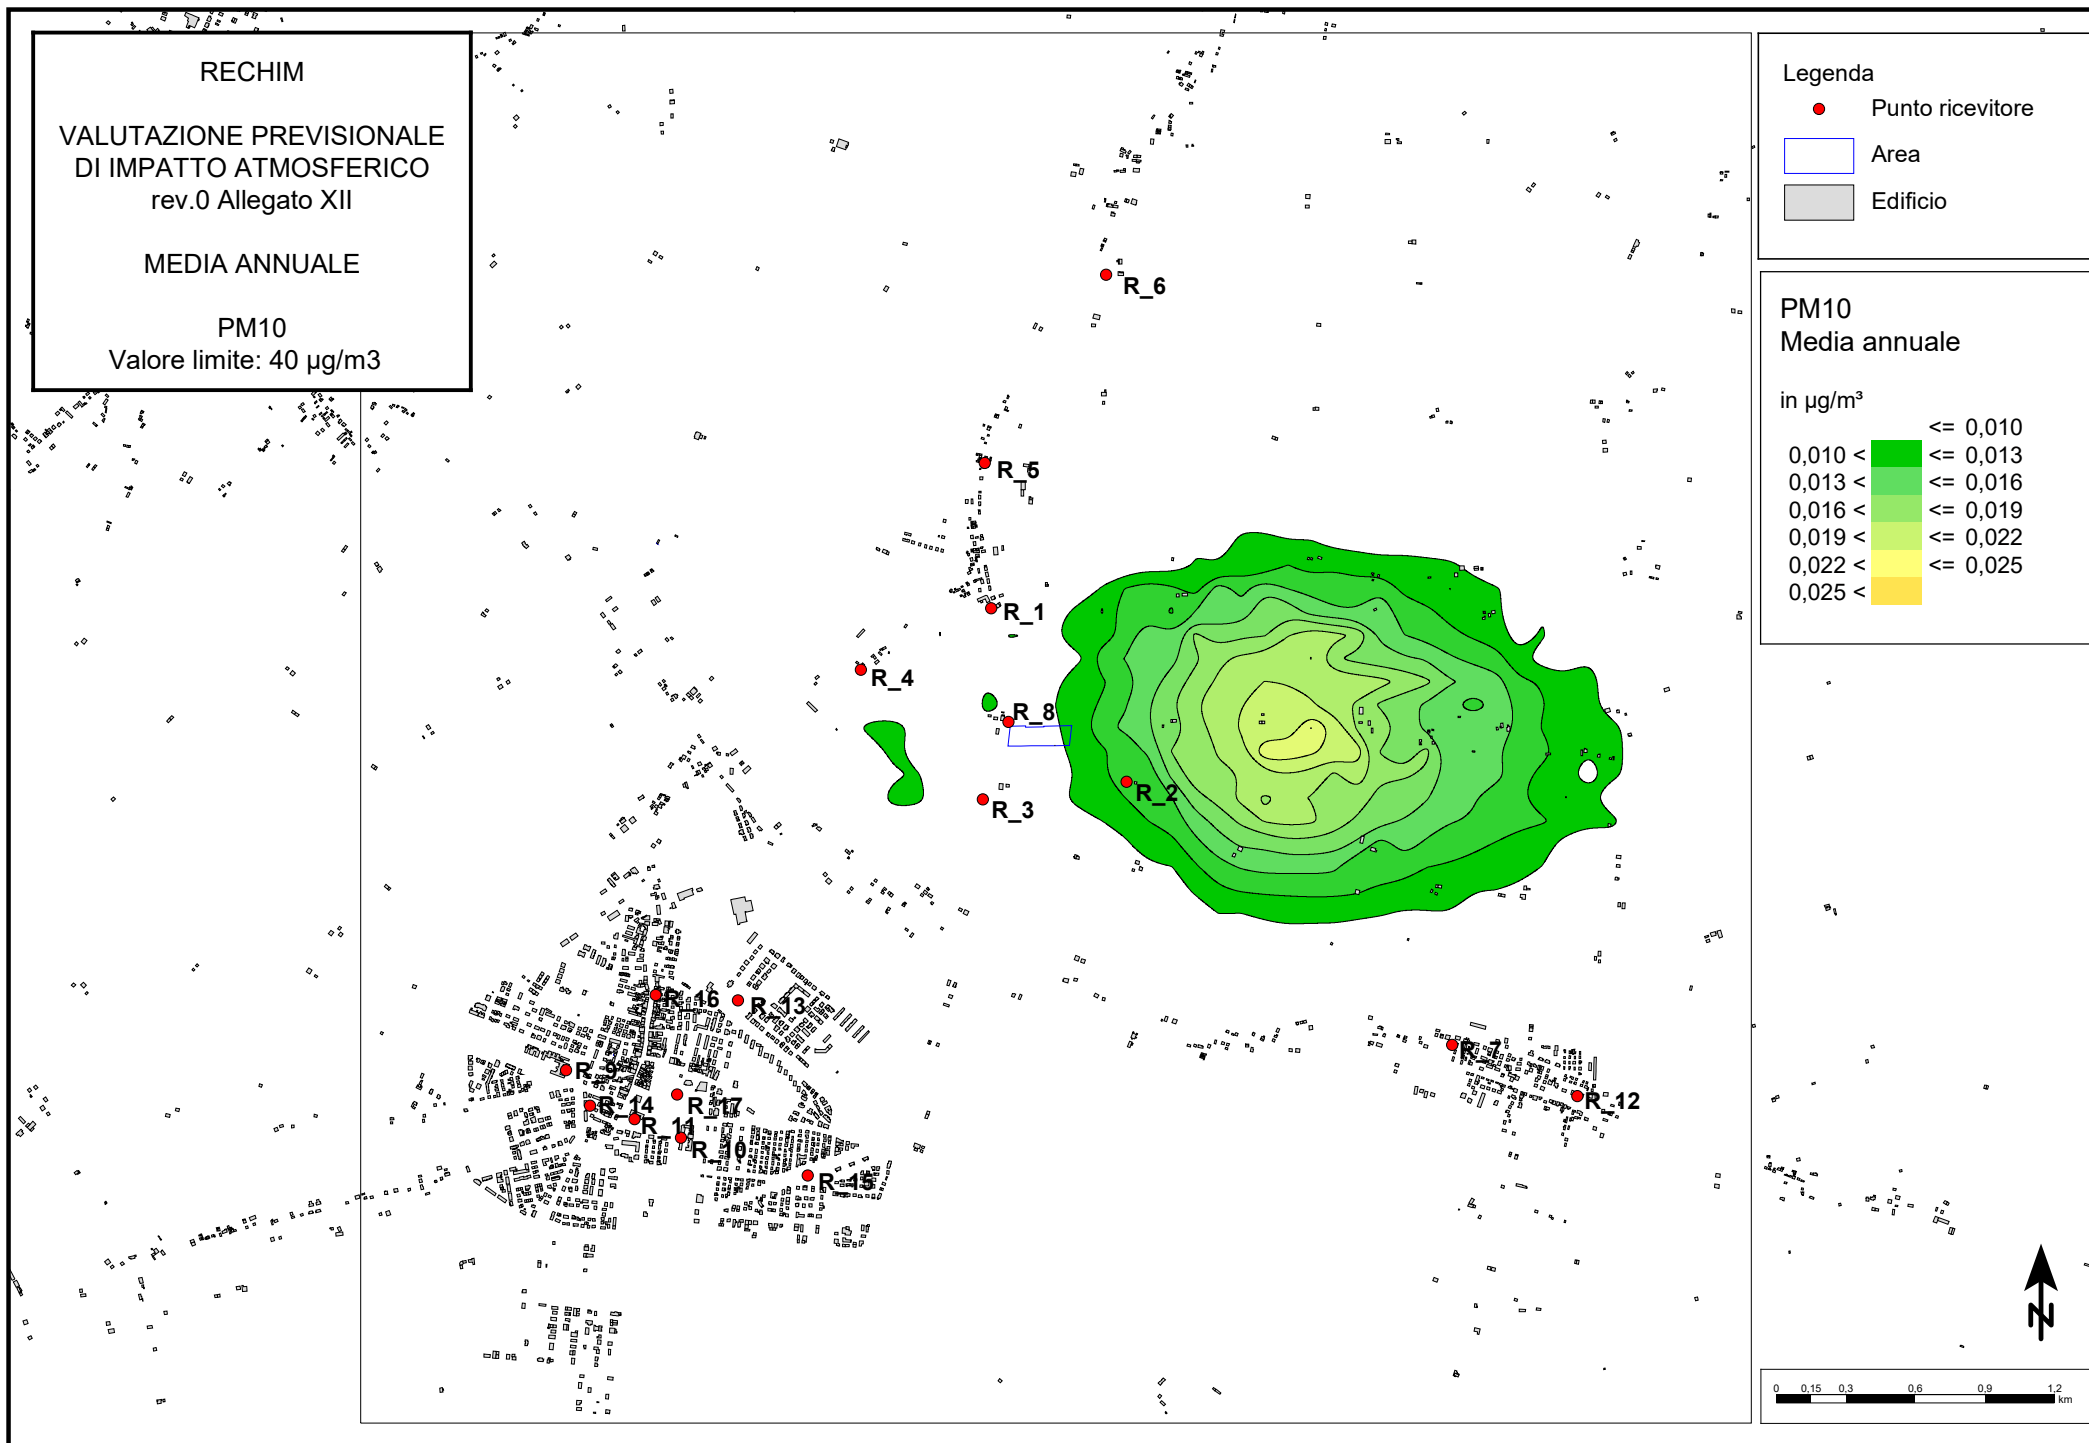 RECHIM
VALUTAZIONE PREVISIONALE
DI IMPATTO ATMOSFERICO
rev.0 Allegato XII
MEDIA ANNUALE
PM10
Valore limite: 40 µg/m3
Legenda
Punto ricevitore
Area
Edificio
PM10
Media annuale
in µg/m³
<= 0,010
0,010 < <= 0,013
0,013 < <= 0,016
0,016 < <= 0,019
0,019 < <= 0,022
0,022 < <= 0,025
0,025 <
R_6
R_5
R_1
R_4
R_8
R_2
R_3
R_16
R_13
R_7
R_9
R_12
R_14
R_17
R_11
R_10
R_15
N
0 0,15 0,3 0,6 0,9 1,2
km